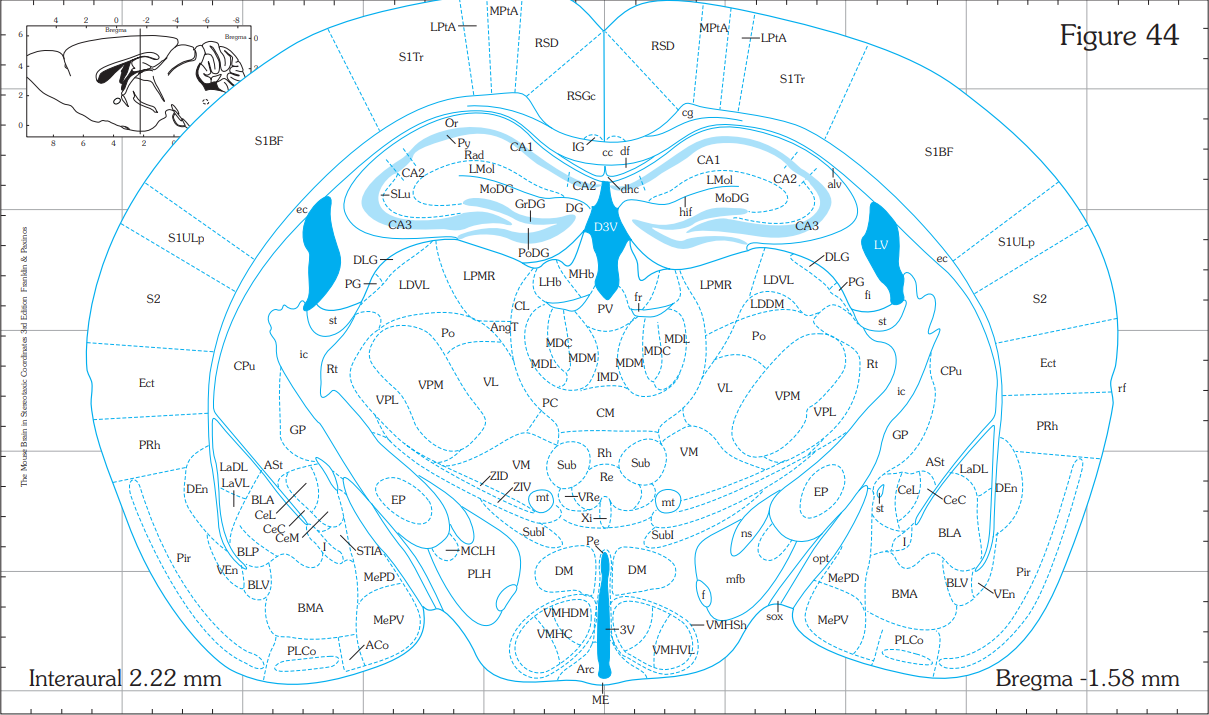 Figure 44
4 2 0 -2 -4 -6 -8
Bregma
Bregma
6
4
2
0
0
2
8 6 4 2 0
MPtA
LPtA
RSD
RSD
MPtA
LPtA
S1Tr
S1Tr
RSGc
cg
S1BF
S1BF
Or
Py
Rad
CA1
IG
cc
df
CA1
LMol
CA2
MoDG
CA2
dhc
LMol
CA2
alv
SLu
GrDG
DG
MoDG
hif
ec
CA3
D3V
CA3
S1ULp
S1ULp
LV
PoDG
DLG
DLG
ec
LPMR
LHb
MHb
LPMR
LDVL
PG
LDVL
PG
fi
S2
S2
CL
PV
fr
LDDM
st
st
AngT
Po
Po
MDC
MDL
MDM
MDM
MDC
MDL
ic
Rt
Rt
CPu
CPu
Ect
Ect
IMD
VL
VL
VPM
VPM
rf
ic
VPL
VPL
PC
CM
GP
GP
PRh
PRh
Rh
VM
VM
Sub
Sub
Re
LaDL
ASt
ASt
LaDL
LaVL
ZID
ZIV
DEn
DEn
BLA
EP
EP
CeL
CeC
mt
VRe
mt
st
CeL
CeC
CeM
Xi
SubI
SubI
ns
BLA
Pe
I
I
STIA
MCLH
BLP
Pir
Pir
opt
VEn
BLV
MePD
PLH
DM
DM
mfb
MePD
BLV
VEn
f
BMA
BMA
MePV
MePV
VMHDM
VMHC
3V
VMHSh
sox
VMHVL
PLCo
PLCo
ACo
Arc
ME
Interaural 2.22 mm
Bregma -1.58 mm
The Mouse Brain in Stereotaxic Coordinates 3rd Edition Franklin & Paxinos